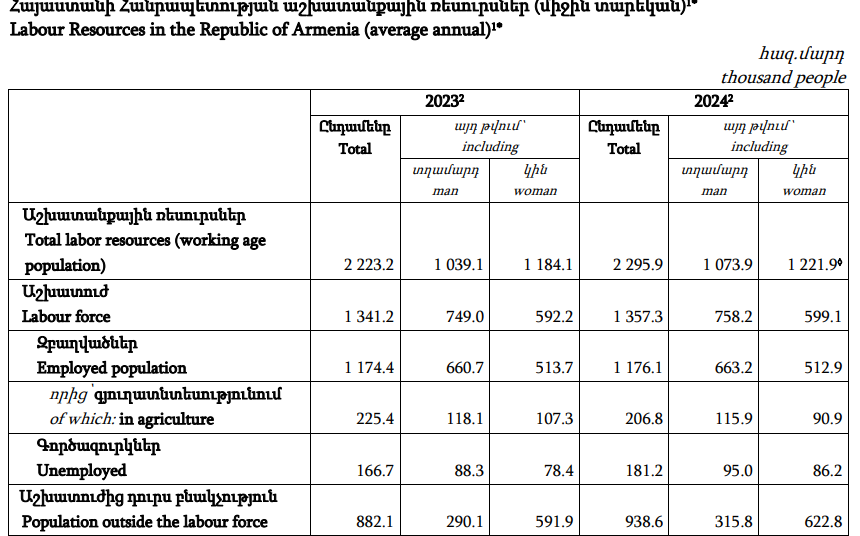 Հայաստանի Հանրապետության աշխատանքային ռեսուրսներ (միջին տարեկան)¹*
Labour Resources in the Republic of Armenia (average annual)¹*
հազ.մարդ
thousand people
2023² 2024²
Ընդամենը այդ թվում՝ Ընդամենը այդ թվում՝
Total including Total including
տղամարդ կին տղամարդ կին
man woman man woman
Աշխատանքային ռեսուրսներ
Total labor resources (working age
population) 2 223.2 1 039.1 1 184.1 2 295.9 1 073.9 1 221.9⁶
Աշխատուժ
Labour force 1 341.2 749.0 592.2 1 357.3 758.2 599.1
Զբաղվածներ
Employed population 1 174.4 660.7 513.7 1 176.1 663.2 512.9
որից՝ գյուղատնտեսությունում
of which: in agriculture 225.4 118.1 107.3 206.8 115.9 90.9
Գործազուրկներ
Unemployed 166.7 88.3 78.4 181.2 95.0 86.2
Աշխատուժից դուրս բնակչություն
Population outside the labour force 882.1 290.1 591.9 938.6 315.8 622.8